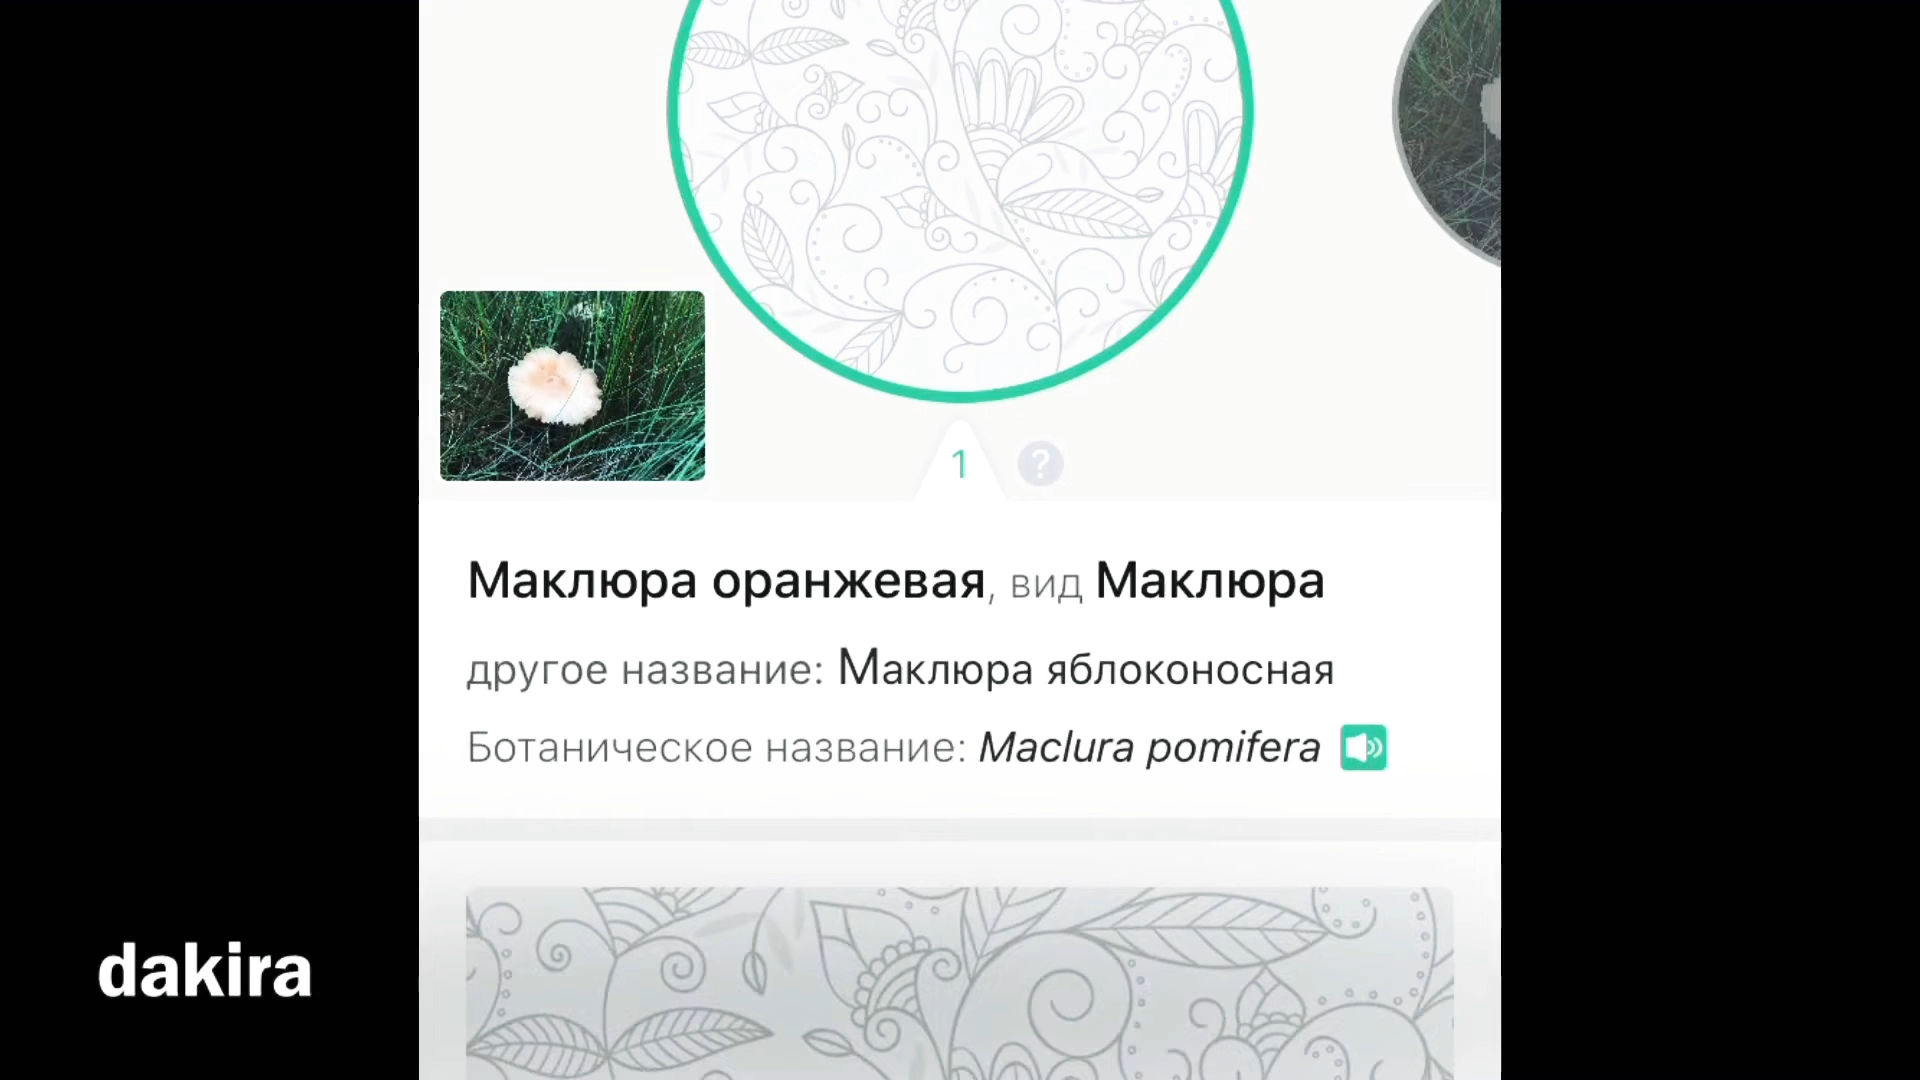 1 ?
Маклюра оранжевая, вид Маклюра
другое название: Маклюра яблоконосная
Ботаническое название: Maclura pomifera
dakira